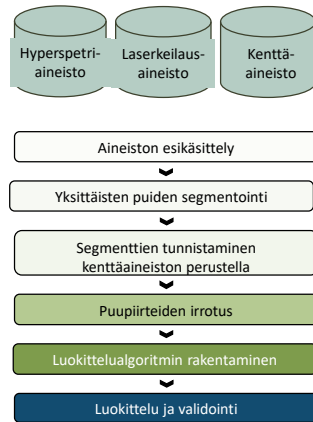 Hyperspetri-
aineisto
Laserkeilaus-
aineisto
Kenttä-
aineisto
Aineiston esikäsittely
Yksittäisten puiden segmentointi
Segmenttien tunnistaminen
kenttäaineiston perustella
Puupiirteiden irrotus
Luokittelualgoritmin rakentaminen
Luokittelu ja validointi